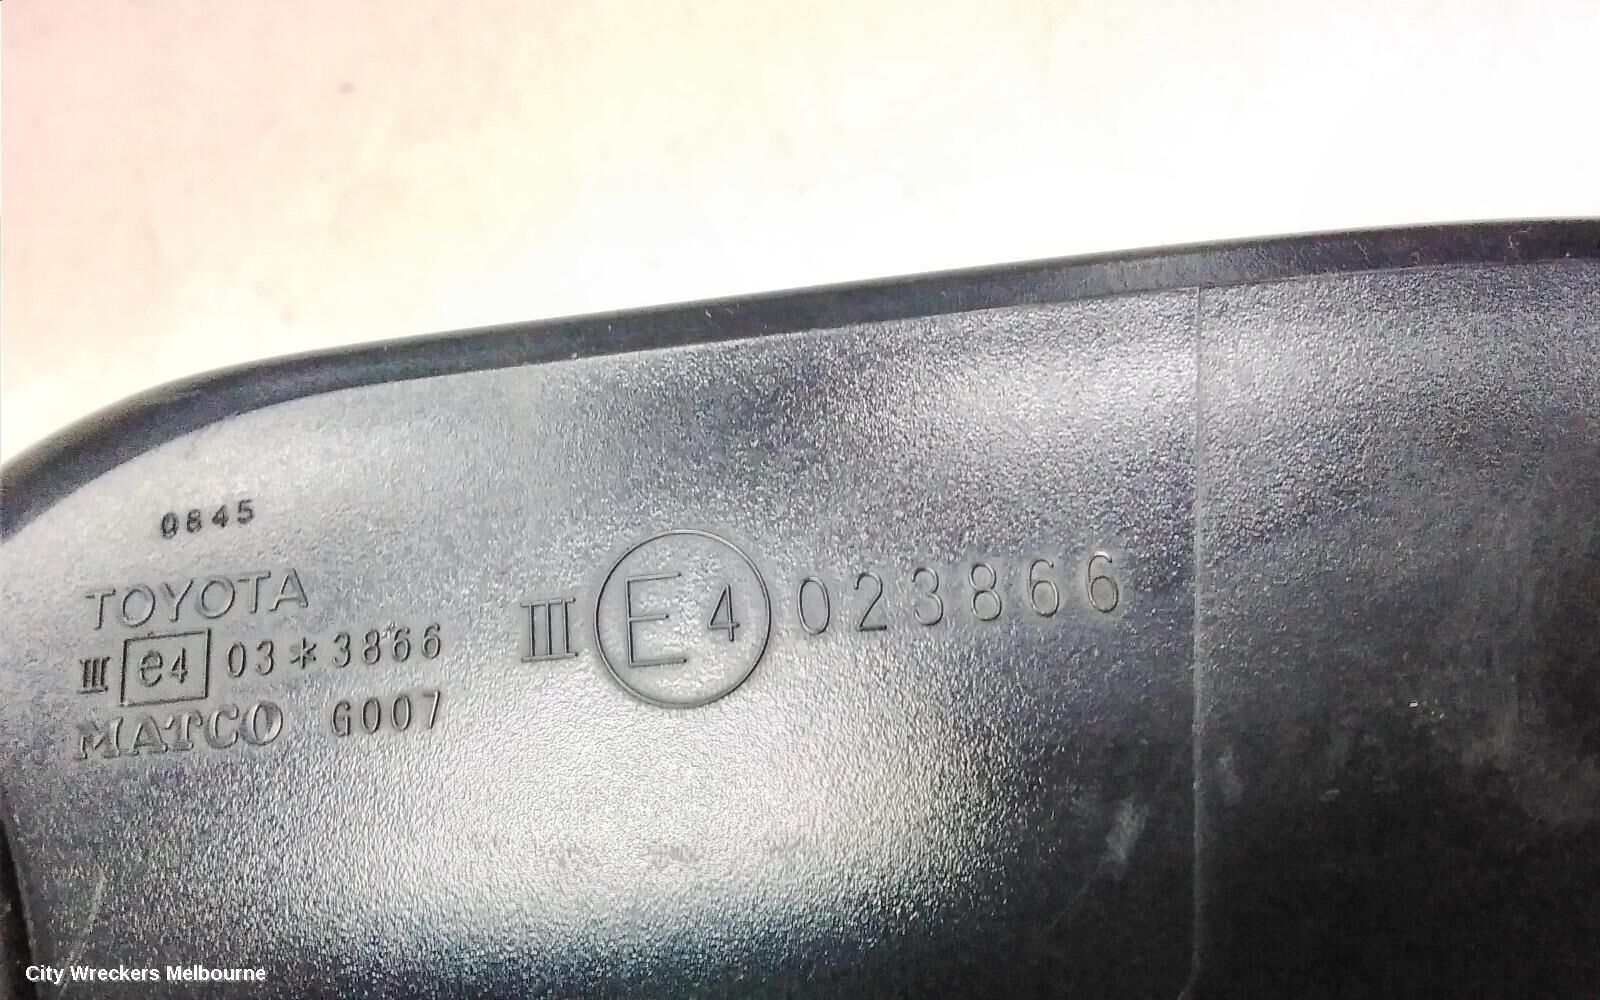 0845
TOYOTA
III e4 03*3866
MATCO G007
III E4 023866
City Wreckers Melbourne